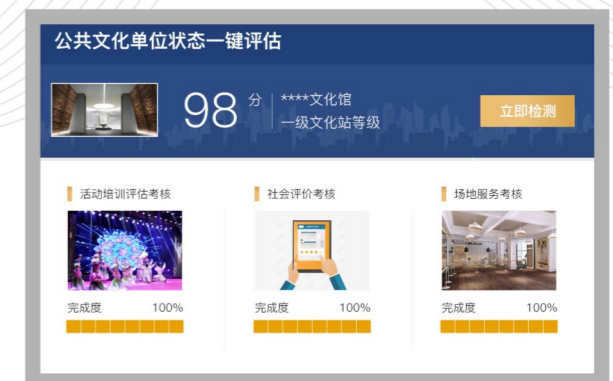 公共文化单位状态一键评估
98 分
****文化馆
一级文化站等级
立即检测
活动培训评估考核
社会评价考核
场地服务考核
完成度 100%
完成度 100%
完成度 100%